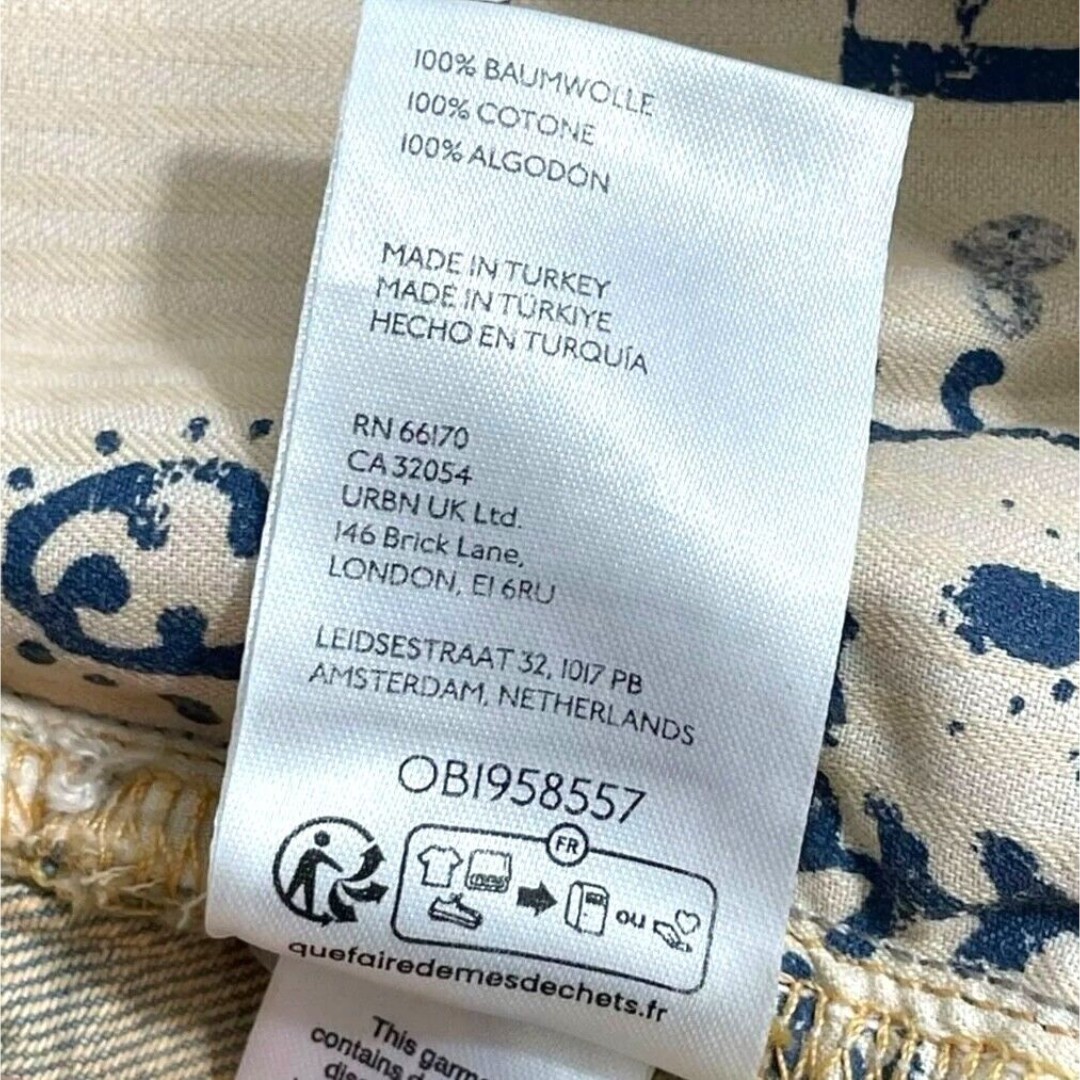 100% BAUMWOLLE
100% COTONE
100% ALGODÓN
MADE IN TURKEY
MADE IN TÜRKIYE
HECHO EN TURQUÍA
RN 66170
CA 32054
URBN UK Ltd.
146 Brick Lane,
LONDON, E1 6RU
LEIDSESTRAAT 32, 1017 PB
AMSTERDAM, NETHERLANDS
OB1958557
FR
ou
quefairedemesdechets.fr
This
contains